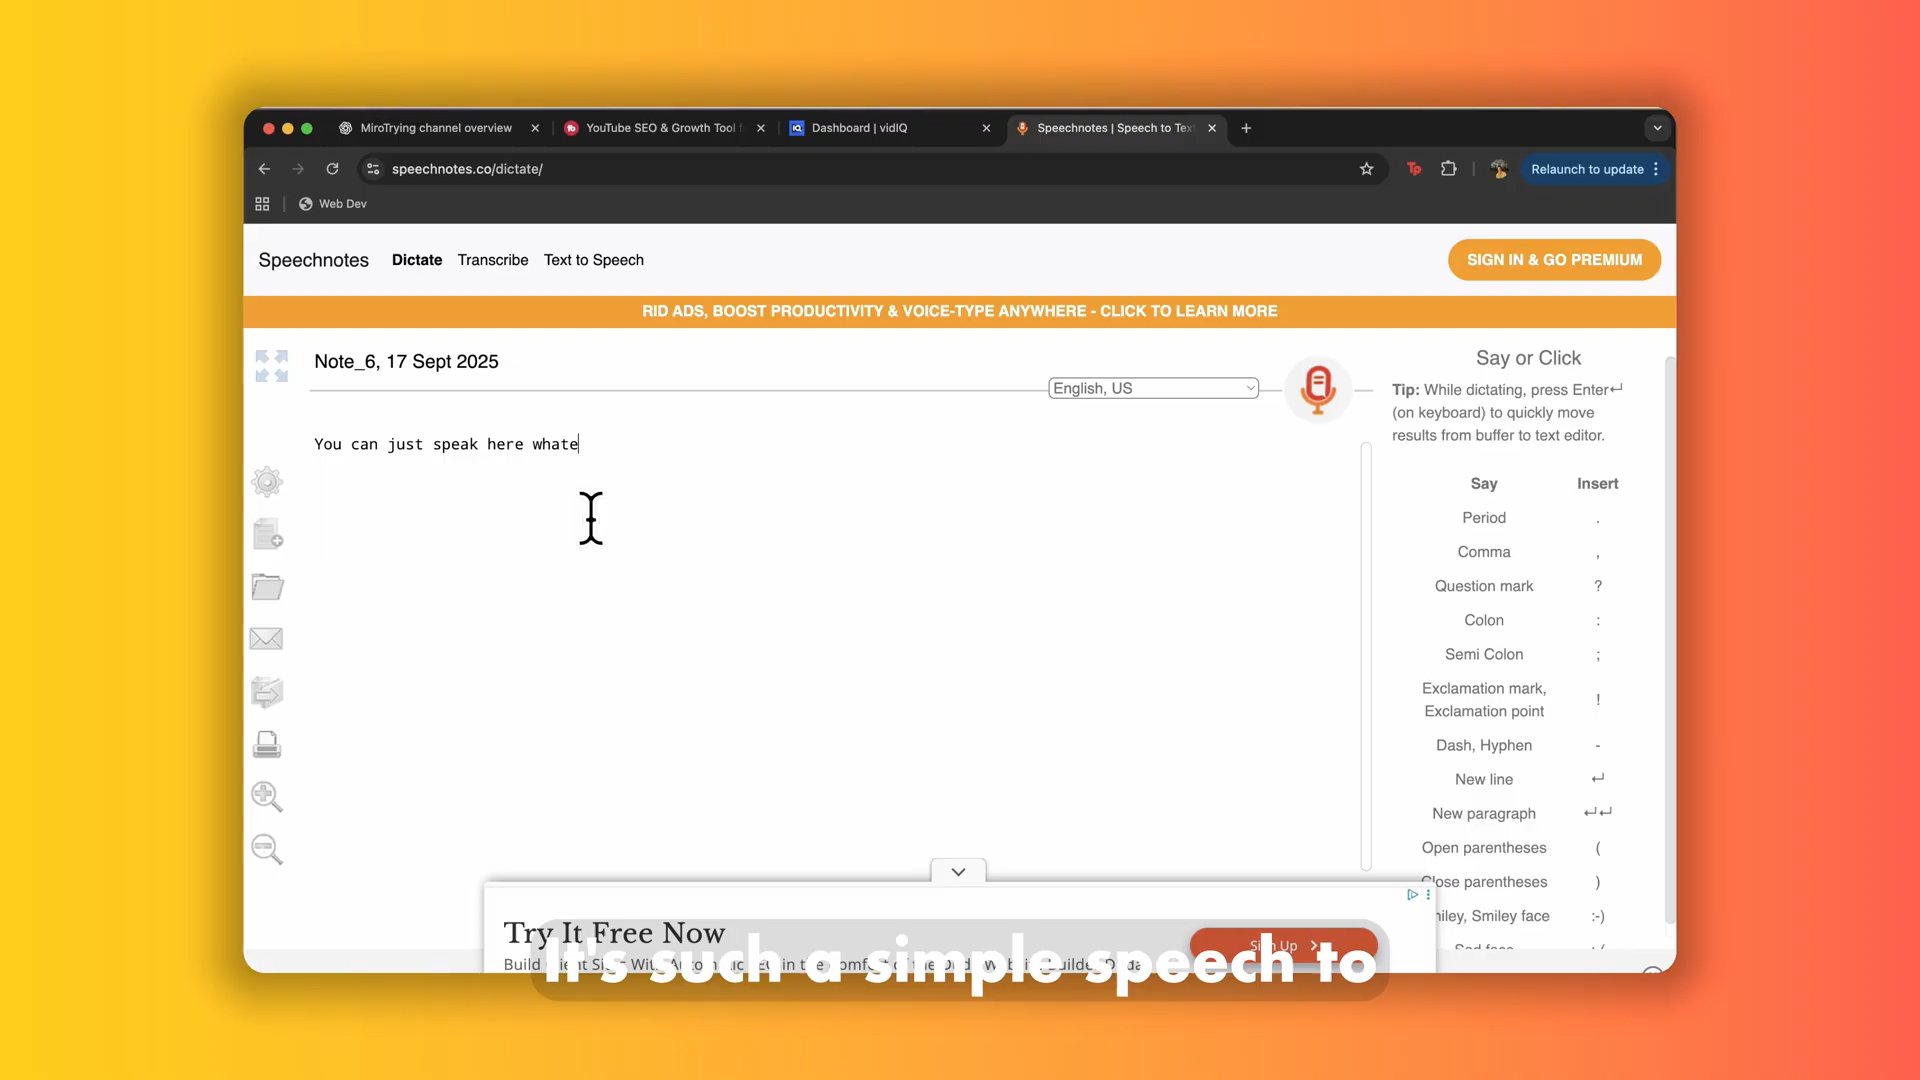 MiroTrying channel overview
YouTube SEO & Growth Tool
Dashboard | vidIQ
Speechnotes | Speech to Tex
speechnotes.co/dictate/
Relaunch to update
Web Dev
Speechnotes
Dictate
Transcribe
Text to Speech
SIGN IN & GO PREMIUM
RID ADS, BOOST PRODUCTIVITY & VOICE-TYPE ANYWHERE - CLICK TO LEARN MORE
Note_6, 17 Sept 2025
English, US
You can just speak here whate
Say or Click
Tip: While dictating, press Enter↵
(on keyboard) to quickly move
results from buffer to text editor.
Say Insert
Period .
Comma ,
Question mark ?
Colon :
Semi Colon ;
Exclamation mark,
Exclamation point !
Dash, Hyphen -
New line ↵
New paragraph ↵↵
Open parentheses (
Close parentheses )
miley, Smiley face :-)
Try It Free Now
Sign Up
It's such a simple speech to